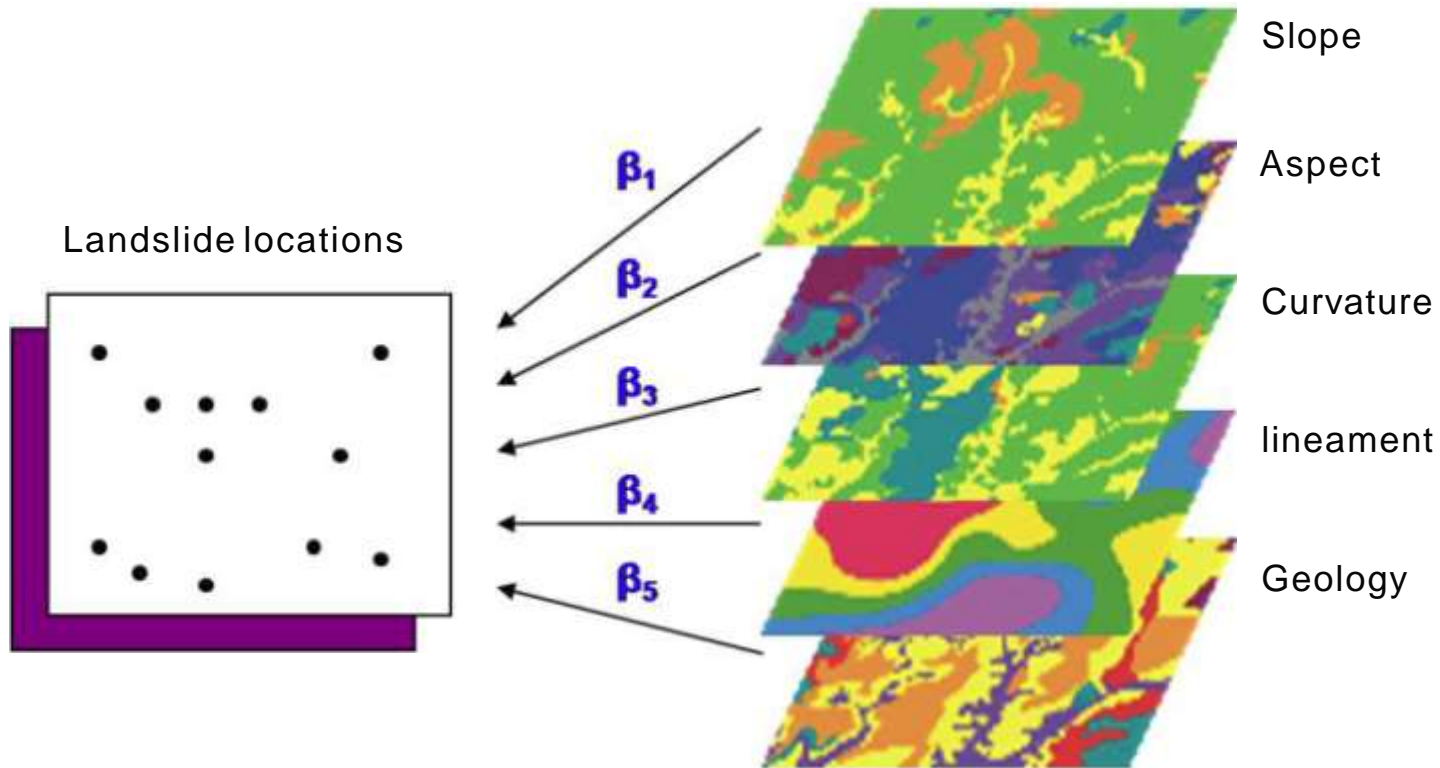 Slope
Aspect
Curvature
lineament
Geology
Landslide locations
β1
β2
β3
β4
β5